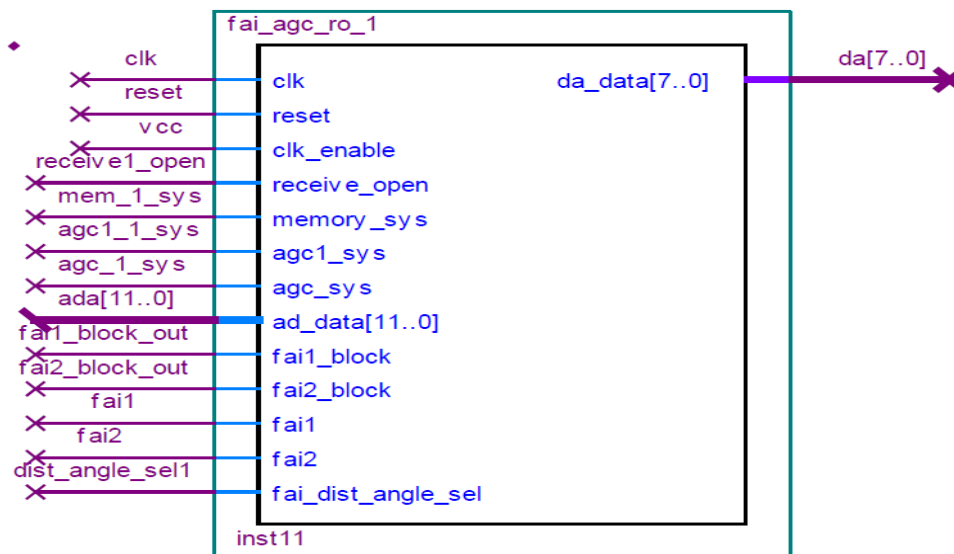 fai_agc_ro_1
clk
clk
da_data[7..0]
da[7..0]
reset
reset
vcc
clk_enable
receive1_open
receive_open
mem_1_sys
memory_sys
agc1_1_sys
agc1_sys
agc_1_sys
agc_sys
ada[11..0]
ad_data[11..0]
fai1_block_out
fai1_block
fai2_block_out
fai2_block
fai1
fai1
fai2
fai2
dist_angle_sel1
fai_dist_angle_sel
inst11